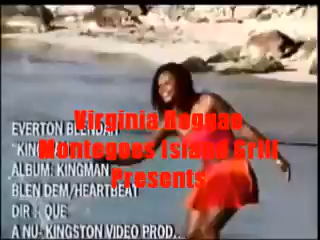 Virginia Reggae
Montegoes Island Grill
Presents
EVERTON BLENDAH
"KING
ALBUM: KINGMAN
BLEN DEM/HEARTBEAT
DIR : QUE
A NU-KINGSTON VIDEO PROD.